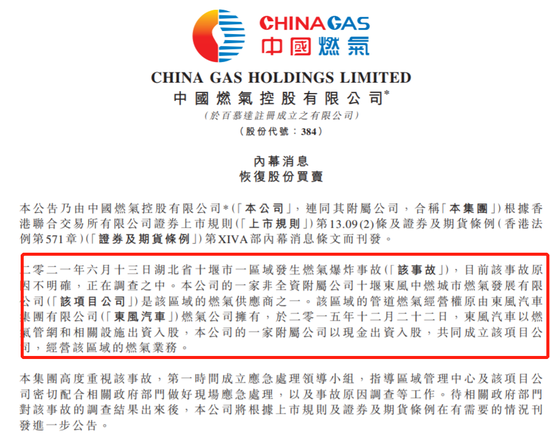 CHINA GAS
中國燃氣
CHINA GAS HOLDINGS LIMITED
中國燃氣控股有限公司*
(於百慕達註冊成立之有限公司)
(股份代號：384)
內幕消息
恢復股份買賣
本公告乃由中國燃氣控股有限公司*(「本公司」，連同其附屬公司，合稱「本集團」)根據香
港聯合交易所有限公司證券上市規則(「上市規則」)第13.09(2)條及證券及期貨條例(香港法
例第571章)(「證券及期貨條例」)第XIVA部內幕消息條文而刊發。
二零二一年六月十三日湖北省十堰市一區域發生燃氣爆炸事故(「該事故」)，目前該事故原
因不明確，正在調查之中。本公司的一家非全資附屬公司十堰東風中燃城市燃氣發展有限
公司(「該項目公司」)是該區域的燃氣供應商之一。該區域的管道燃氣經營權原由東風汽車
集團有限公司(「東風汽車」)燃氣公司擁有，於二零一五年十二月二十二日，東風汽車以燃
氣管網和相關設施出資入股，本公司的一家附屬公司以現金出資入股，共同成立該項目公
司，經營該區域的燃氣業務。
本集團高度重視該事故，第一時間成立應急處理領導小組，指導區域管理中心及該項目公
司密切配合相關政府部門做好現場應急處理，以及事故原因調查等工作。待相關政府部門
對該事故的調查結果出來後，本公司將根據上市規則及證券及期貨條例在有需要的情況刊
發進一步公告。